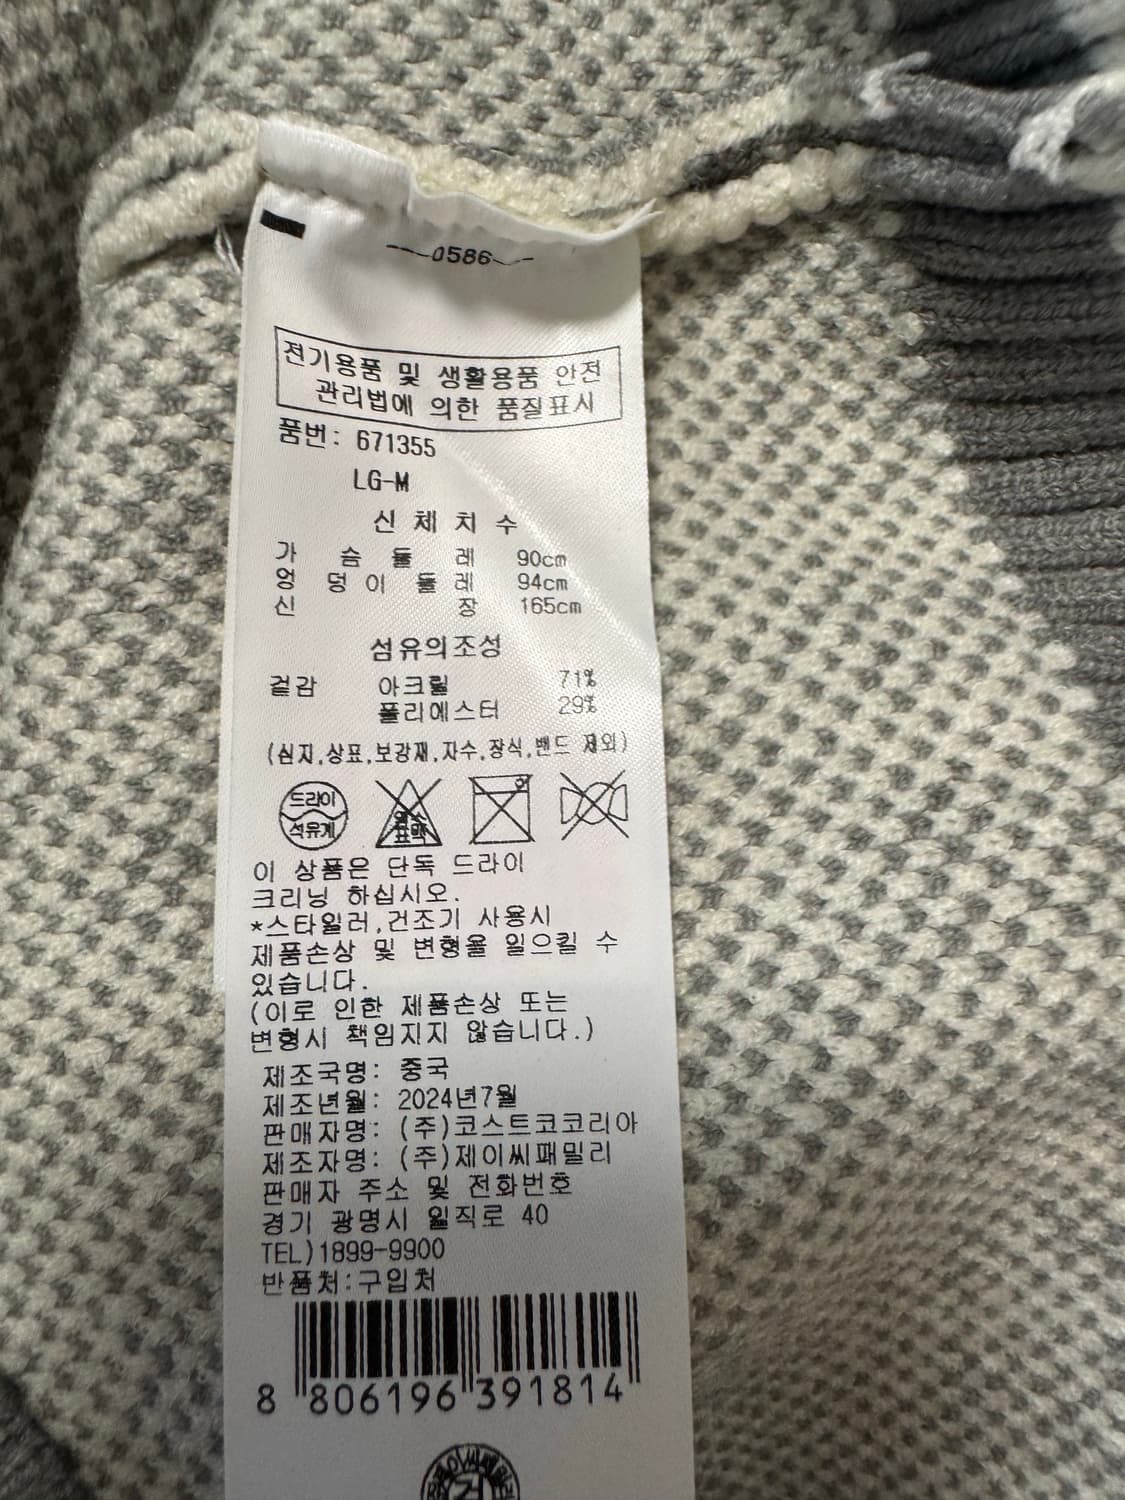 0586
전기용품 및 생활용품 안전
관리법에 의한 품질표시
품번: 671355
LG-M
신 체 치 수
가 슴 둘 레 90cm
엉 덩 이 둘 레 94cm
신 장 165cm
섬유의조성
겉감 아크릴 71%
폴리에스터 29%
(심지,상표,보강재,자수,장식,밴드 제외)
드라이
석유계
염소
표백
이 상품은 단독 드라이
크리닝 하십시오.
*스타일러,건조기 사용시
제품손상 및 변형을 일으킬 수
있습니다.
(이로 인한 제품손상 또는
변형시 책임지지 않습니다.)
제조국명: 중국
제조년월: 2024년7월
판매자명: (주)코스트코코리아
제조자명: (주)제이씨패밀리
판매자 주소 및 전화번호
경기 광명시 일직로 40
TEL)1899-9900
반품처:구입처
8 806196 391814